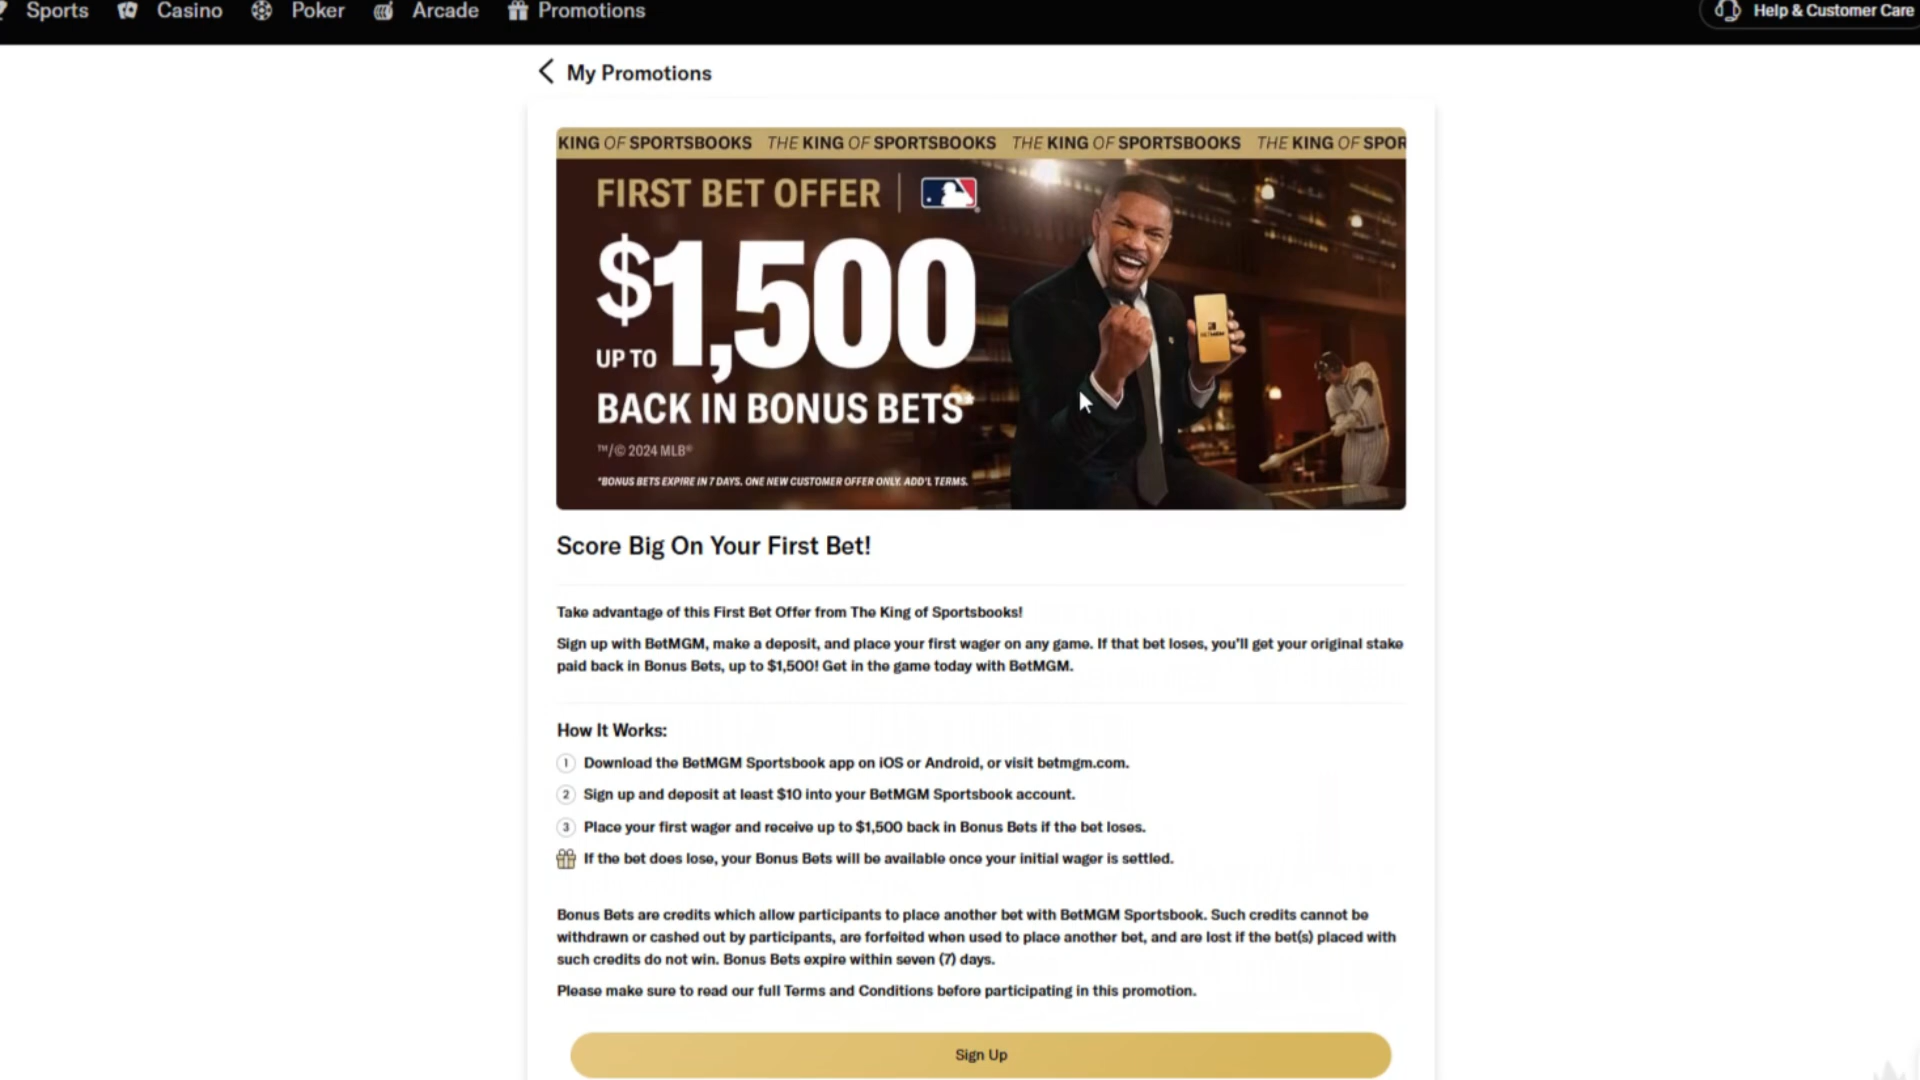 Sports Casino Poker Arcade Promotions Help & Customer Care
My Promotions
KING OF SPORTSBOOKS THE KING OF SPORTSBOOKS THE KING OF SPORTSBOOKS THE KING OF SPOR
FIRST BET OFFER
$1,500
UP TO
BACK IN BONUS BETS*
™/© 2024 MLB®
*BONUS BETS EXPIRE IN 7 DAYS. ONE NEW CUSTOMER OFFER ONLY. ADD'L TERMS.
Score Big On Your First Bet!
Take advantage of this First Bet Offer from The King of Sportsbooks!
Sign up with BetMGM, make a deposit, and place your first wager on any game. If that bet loses, you'll get your original stake
paid back in Bonus Bets, up to $1,500! Get in the game today with BetMGM.
How It Works:
1 Download the BetMGM Sportsbook app on iOS or Android, or visit betmgm.com.
2 Sign up and deposit at least $10 into your BetMGM Sportsbook account.
3 Place your first wager and receive up to $1,500 back in Bonus Bets if the bet loses.
If the bet does lose, your Bonus Bets will be available once your initial wager is settled.
Bonus Bets are credits which allow participants to place another bet with BetMGM Sportsbook. Such credits cannot be
withdrawn or cashed out by participants, are forfeited when used to place another bet, and are lost if the bet(s) placed with
such credits do not win. Bonus Bets expire within seven (7) days.
Please make sure to read our full Terms and Conditions before participating in this promotion.
Sign Up